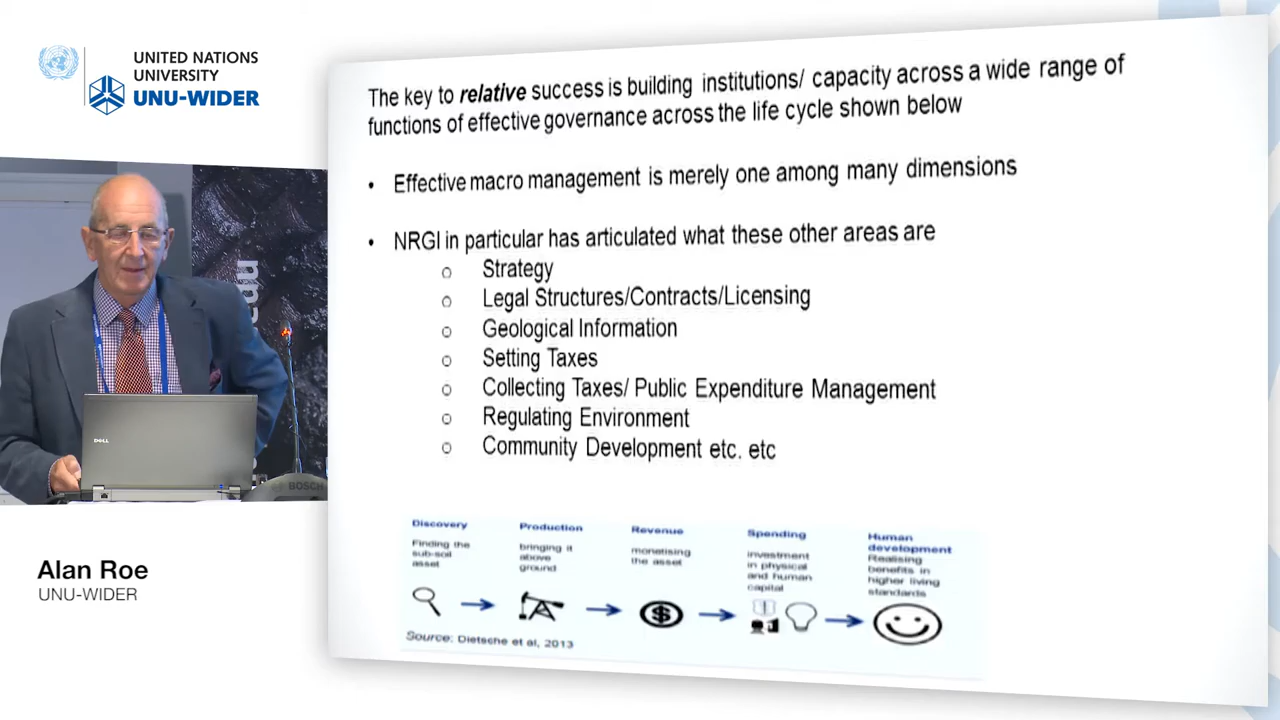 UNITED NATIONS
UNIVERSITY
UNU-WIDER
The key to relative success is building institutions/ capacity across a wide range of
functions of effective governance across the life cycle shown below
• Effective macro management is merely one among many dimensions
• NRGI in particular has articulated what these other areas are
o Strategy
o Legal Structures/Contracts/Licensing
o Geological Information
o Setting Taxes
o Collecting Taxes/ Public Expenditure Management
o Regulating Environment
o Community Development etc. etc
Discovery
Finding the
sub-soil
asset
Production
bringing it
above
ground
Revenue
monetising
the asset
Spending
investment
in physical
and human
capital
Human
development
Realising
benefits in
higher living
standards
$
Source: Dietsche et al, 2013
DELL
BOSCH
Alan Roe
UNU-WIDER